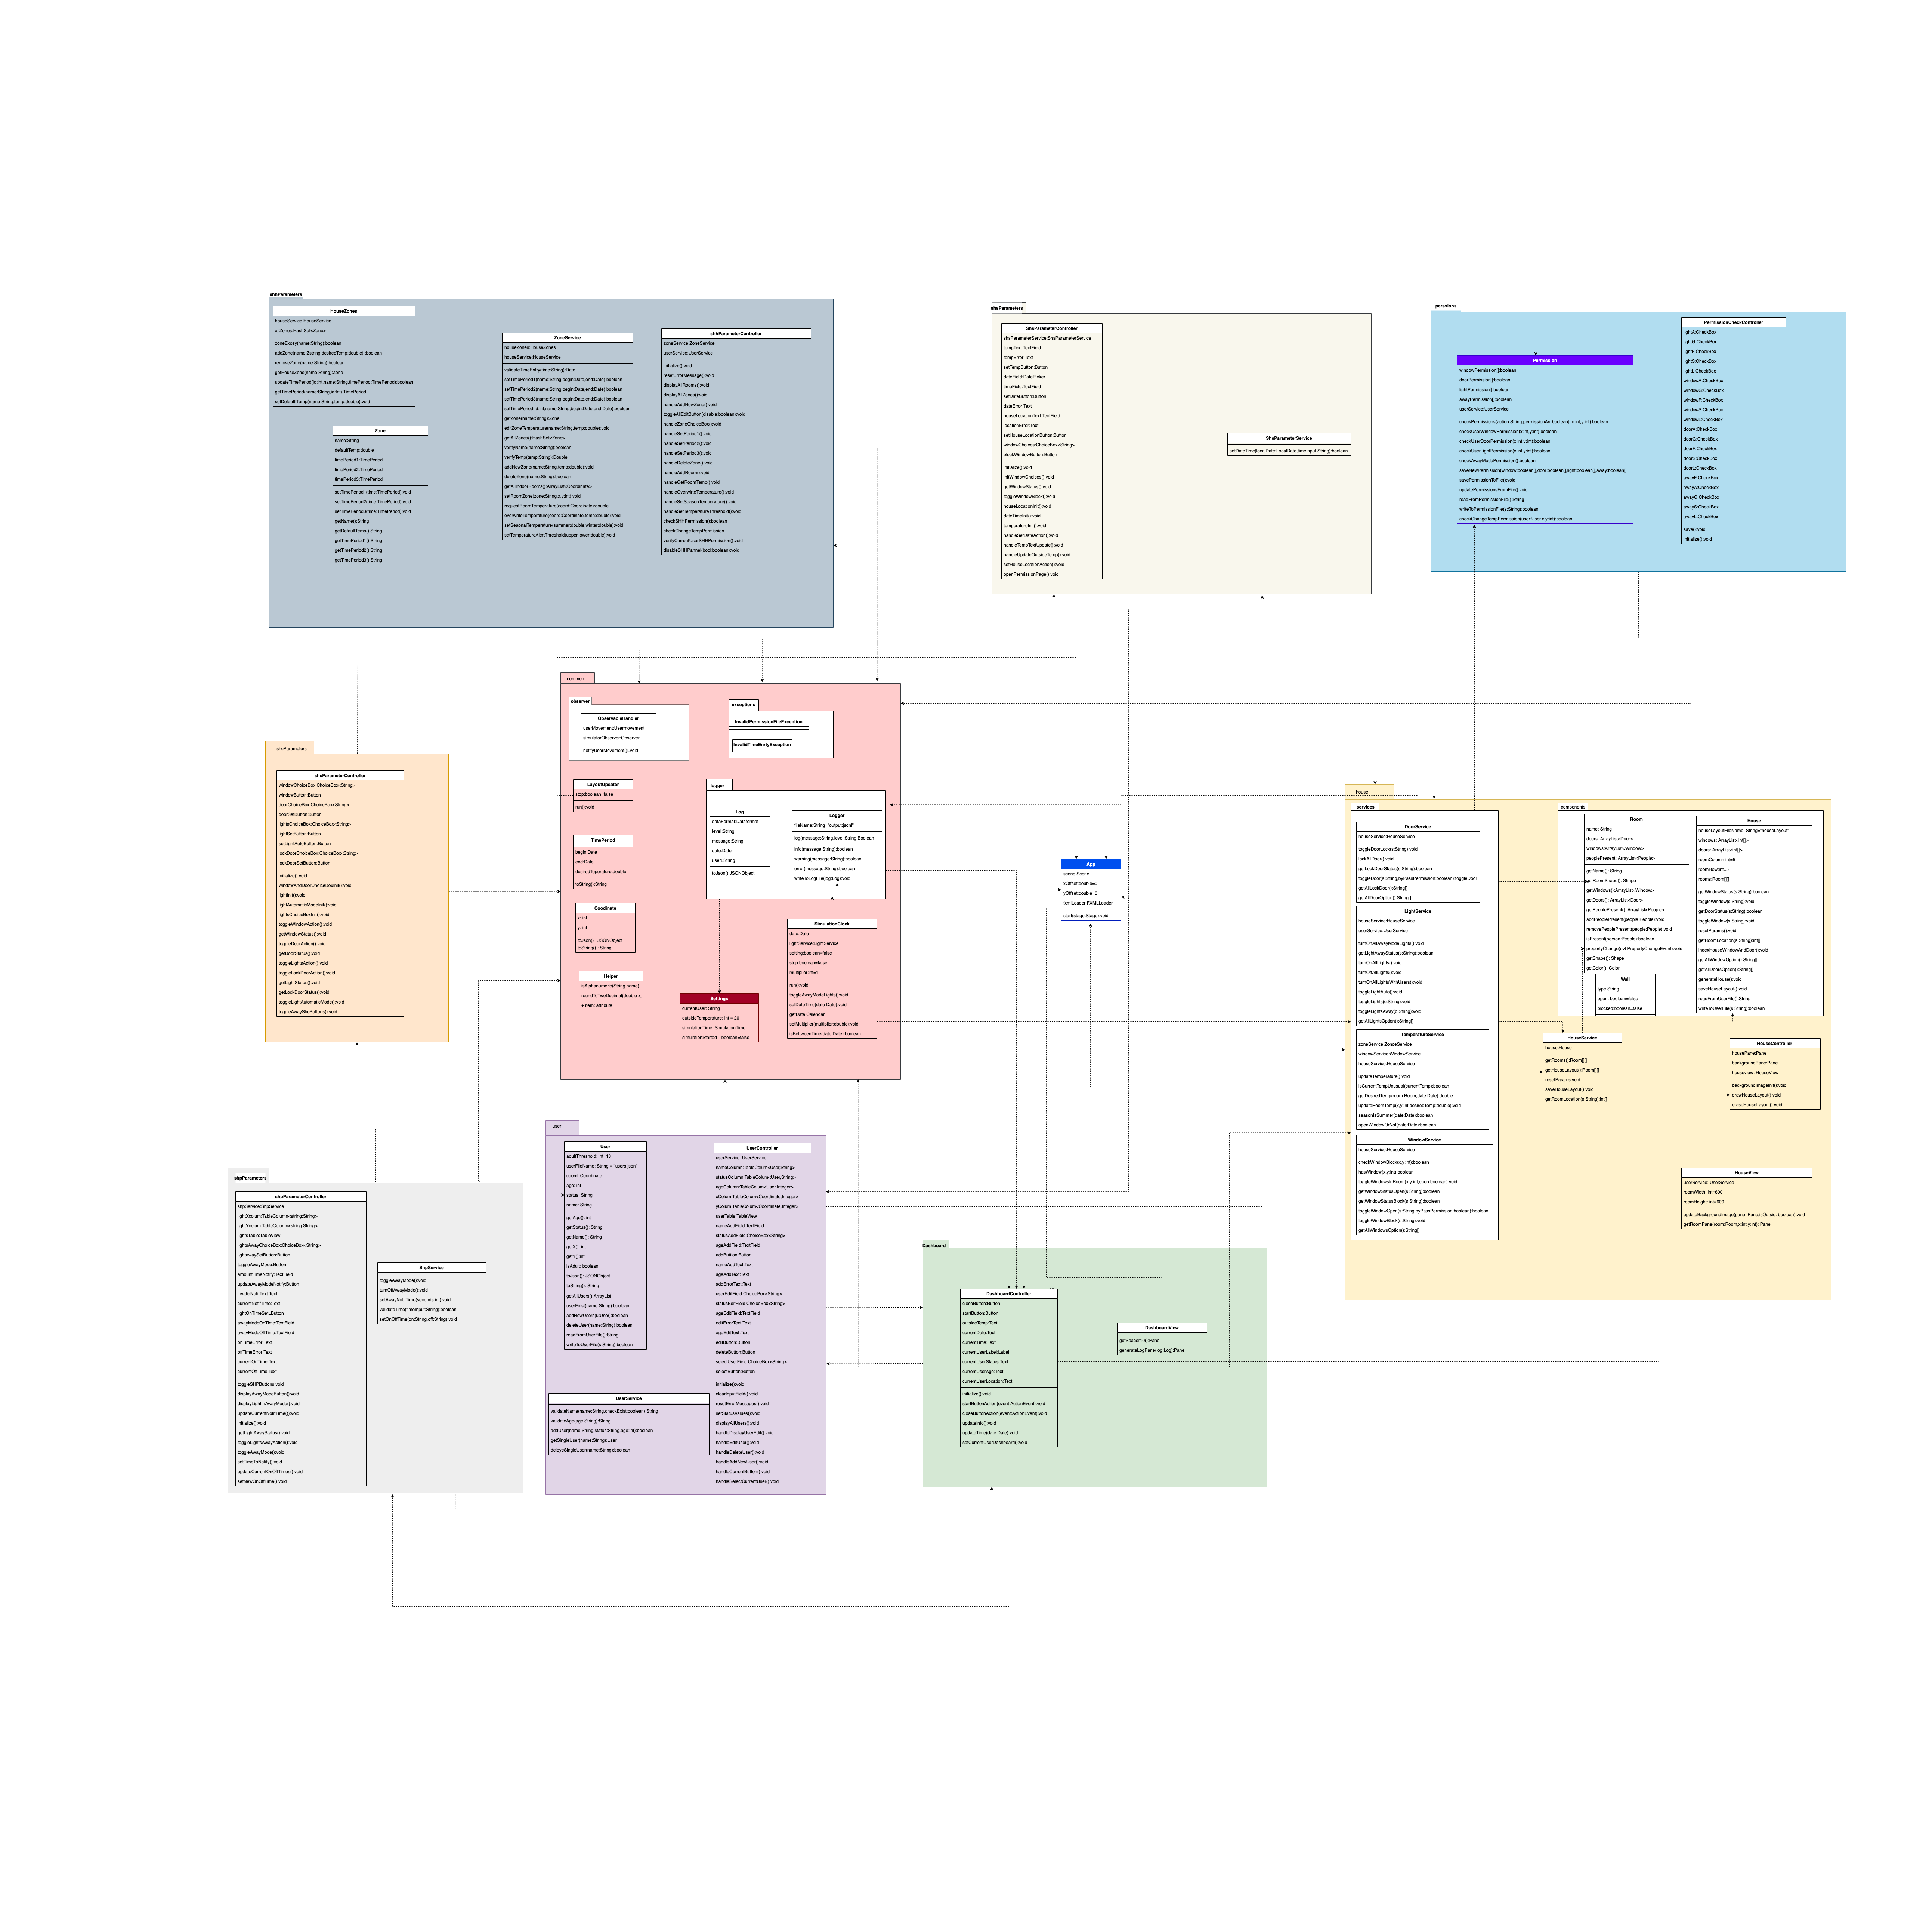 shhParameters
HouseZones
houseService:HouseService
allZones:HashSet<Zone>
zoneExosy(name:String):boolean
addZone(name:Zstring,desiredTemp:double): boolean
removeZone(name:String):boolean
getHouseZone(name:String):Zone
updateTimePeriod(id:int,name:String,timePeriod:TimePeriod):boolean
getTimePeriod(name:String,id:int):TimePeriod
setDefaultTemp(name:String,temp:double):void
Zone
name:String
defaultTemp:double
timePeriod1:TimePeriod
timePeriod2:TimePeriod
timePeriod3:TimePeriod
setTimePeriod1(time:TimePeriod):void
setTimePeriod2(time:TimePeriod):void
setTimePeriod3(time:TimePeriod):void
getName():String
getDefaultTemp():String
getTimePeriod1():String
getTimePeriod2():String
getTimePeriod3():String
ZoneService
houseZones:HouseZones
houseService:HouseService
validateTimeEntry(time:String):Date
setTimePeriod1(name:String,begin:Date,end:Date):boolean
setTimePeriod2(name:String,begin:Date,end:Date):boolean
setTimePeriod3(name:String,begin:Date,end:Date):boolean
setTimePeriod(id:int,name:String,begin:Date,end:Date):boolean
getZone(name:String):Zone
editZoneTemperature(name:String,temp:double):void
getAllZones():HashSet<Zone>
verifyName(name:String):boolean
verifyTemp(temp:String):Double
addNewZone(name:String,temp:double):void
deleteZone(name:String):boolean
getAllIndoorRooms():ArrayList<Coordinate>
setRoomZone(zone:String,x,y:int):void
requestRoomTemperature(coord:Coordinate):double
overwriteTemperature(coord:Coordinate,temp:double):void
setSeasonalTemperature(summer:double,winter:double):void
setTemperatureAlertThreshold(upper,lower:double):void
shhParameterController
zoneService:ZoneService
userService:UserService
initialize():void
resetErrorMessage():void
displayAllRooms():void
displayAllZones():void
handleAddNewZone():void
toggleAllEditButton(disable:boolean):void
handleZoneChoiceBox():void
handleSetPeriod1():void
handleSetPeriod2():void
handleSetPeriod3():void
handleDeleteZone():void
handleAddRoom():void
handleGetRoomTemp():void
handleOverwriteTemperature():void
handleSetSeasonTemperature():void
handleSetTemperatureThreshold():void
checkSHHPermission():boolean
checkChangeTempPermission
verifyCurrentUserSHHPermission():void
disableSHHPannel(bool:boolean):void
shsParameters
ShsParameterController
shsParameterService:ShsParameterService
tempText:TextField
tempError:Text
setTempButton:Button
dateField:DatePicker
timeField:TextField
setDateButton:Button
dateError:Text
houseLocationText:TextField
locationError:Text
setHouseLocationButton:Button
windowChoices:ChoiceBox<String>
blockWindowButton:Button
initialize():void
initWindowChoices():void
getWindowStatus():void
toggleWindowBlock():void
houseLocationInit():void
dateTimeInit():void
temperatureInit():void
handleSetDateAction():void
handleTempTextUpdate():void
handleUpdateOutsideTemp():void
setHouseLocationAction():void
openPermissionPage():void
ShsParameterService
setDateTime(localDate:LocalDate,timeInput:String):boolean
perssions
Permission
windowPermission[]:boolean
doorPermission[]:boolean
lightPermission[]:boolean
awayPermission[]:boolean
userService:UserService
checkPermissions(action:String,permissionArr:boolean[],x:int,y:int):boolean
checkUserWindowPermission(x:int,y:int):boolean
checkUserDoorPermission(x:int,y:int):boolean
checkUserLightPermission(x:int,y:int):boolean
checkAwayModePermission():boolean
saveNewPermission(window:boolean[],door:boolean[],light:boolean[],away:boolean[]
savePermissionToFile():void
updatePermissionsFromFile():void
readFromPermissionFile():String
writeToPermissionFile(s:String):boolean
checkChangeTempPermission(user:User,x,y:int):boolean
PermissionCheckController
lightA:CheckBox
lightG:CheckBox
lightF:CheckBox
lightS:CheckBox
lightL:CheckBox
windowA:CheckBox
windowG:CheckBox
windowF:CheckBox
windowS:CheckBox
windowL:CheckBox
doorA:CheckBox
doorG:CheckBox
doorF:CheckBox
doorS:CheckBox
doorL:CheckBox
awayF:CheckBox
awayA:CheckBox
awayG:CheckBox
awayS:CheckBox
awayL:CheckBox
save():void
initialize():void
common
observer
ObservableHandler
userMovement:Usermovement
simulatorObserver:Observer
notifyUserMovement():void
exceptions
InvalidPermissionFileException
InvalidTimeEnrtyException
LayoutUpdater
stop:boolean=false
run():void
TimePeriod
begin:Date
end:Date
desiredTeperature:double
toString():String
Coodinate
x: int
y: int
toJson() : JSONObject
toString() : String
Helper
isAlphanumeric(String name)
roundToTwoDecimal(double x
+ item: attribute
logger
Log
dateFormat:Dataformat
level:String
message:String
date:Date
user:LString
toJson():JSONObject
Logger
fileName:String="output.jsonl"
log(message:String,level:String:Boolean
info(message:String):boolean
warning(message:String):boolean
error(message:String):boolean
writeToLogFile(log:Log):void
SimulationClock
date:Date
lightService:LightService
setting:boolean=false
stop:boolean=false
multiplier:int=1
run():void
toggleAwayModeLights():void
setDateTime(date:Date):void
getDate:Calendar
setMultiplier(multiplier:double):void
isBetweenTime(date:Date):boolean
Settings
currentUser: String
outsideTemperature: int = 20
simulationTime: SimulationTime
simulationStarted: boolean=false
App
scene:Scene
xOffset:double=0
yOffset:double=0
fxmlLoader:FXMLLoader
start(stage:Stage):void
shcParameters
shcParameterController
windowChoiceBox:ChoiceBox<String>
windowButton:Button
doorChoiceBox:ChoiceBox<String>
doorSetButton:Button
lightsChoiceBox:ChoiceBox<String>
lightSetButton:Button
setLightAutoButton:Button
lockDoorChoiceBox:ChoiceBox<String>
lockDoorSetButton:Button
initialize():void
windowAndDoorChoiceBoxInit():void
lightInit():void
lightAutomaticModeInit():void
lightsChoiceBoxInit():void
toggleWindowAction():void
getWindowStatus():void
toggleDoorAction():void
getDoorStatus():void
toggleLightsAction():void
toggleLockDoorAction():void
getLightStatus():void
getLockDoorStatus():void
toggleLightAutomaticMode():void
toggleAwayShcBottons():void
house
services
DoorService
houseService:HouseService
toggleDoorLock(s:String):void
lockAllDoor():void
getLockDoorStatus(s:String):boolean
toggleDoor(s:String,byPassPermission:boolean):toggleDoor
getAllLockDoor():String[]
getAllDoorOption():String[]
LightService
houseService:HouseService
userService:UserService
turnOnAllAwayModeLights():void
getLightAwayStatus(s:String):boolean
turnOnAllLights():void
turnOfAllLights():void
turnOnAllLightsWithUsers():void
toggleLightAuto():void
toggleLights(c:String):void
toggleLightsAway(s:String):void
getAllLightsOption():String[]
TemperatureService
zoneService:ZonceService
windowService:WindowService
houseService:HouseService
updateTemperature():void
isCurrentTempUnusual(currentTemp):boolean
getDesiredTemp(room:Room,date:Date):double
updateRoomTemp(x,y:int,desiredTemp:double):void
seasonIsSummer(date:Date):boolean
openWindowOrNot(date:Date):boolean
WindowService
houseService:HouseService
checkWindowBlock(x,y:int):boolean
hasWindow(x,y:int):boolean
toggleWindowsInRoom(x,y:int,open:boolean):void
getWindowStatusOpen(s:String):boolean
getWindowStatusBlock(s:String):boolean
toggleWindowOpen(s:String,byPassPermission:boolean):boolean
toggleWindowBlock(s:String):void
getAllWindowOption():String[]
components
Room
name: String
doors: ArrayList<Door>
windows:ArrayList<Window>
peoplePresent: ArrayList<People>
getName(): String
getRoomShape(): Shape
getWindows():ArrayList<Window>
getDoors():ArrayList<Door>
getPeoplePresent(): ArrayList<People>
addPeoplePresent(people:People):void
removePeoplePresent(people:People):void
isPresent(person:People):boolean
propertyChange(evt:PropertyChangeEvent):void
getShape(): Shape
getColor(): Color
Wall
type:String
open: boolean=false
blocked:boolean=false
House
houseLayoutFileName: String="houseLayout"
windows: ArrayList<int[]>
doors: ArrayList<int[]>
roomColumn:int=5
roomRow:int=5
rooms:Room[][]
getWindowStatus(s:String):boolean
toggleWindow(s:String):void
getDoorStatus(s:String):boolean
toggleWindow(s:String):void
resetParams():void
getRoomLocation(s:String):int[]
indexHouseWindowAndDoor():void
getAllWindowOption():String[]
getAllDoorsOption():String[]
generateHouse():void
saveHouseLayout():void
readFromUserFile():String
writeToUserFile(s:String):boolean
HouseService
house:House
getRooms():Room[][]
getHouseLayout():Room[][]
resetParams:void
saveHouseLayout():void
getRoomLocation(s:String):int[]
HouseController
housePane:Pane
backgroundPane:Pane
houseview: HouseView
backgroundImageInit():void
drawHouseLayout():void
eraseHouseLayout():void
HouseView
userService: UserService
roomWidth: int=600
roomHeight: int=600
updateBackgroundImage(pane: Pane,isOutsie: boolean):void
getRoomPane(room:Room,x:int,y:int): Pane
user
User
adultThreshold: int=18
userFileName: String = "users.json"
coord: Coordinate
age: int
status: String
name: String
getAge(): int
getStatus(): String
getName(): String
getX(): int
getY():int
isAdult: boolean
toJson(): JSONObject
toString(): String
getAllUsers():ArrayList
userExist(name:String):boolean
addNewUsers(u:User):boolean
deleteUser(name:String):boolean
readFromUserFile():String
writeToUserFile(s:String):boolean
UserService
validateName(name:String,checkExist:boolean):String
validateAge(age:String):String
addUser(name:String,status:String,age:int):boolean
getSingleUser(name:String):User
deleyeSingleUser(name:String):boolean
UserController
userService: UserService
nameColumn:TableColum<User,String>
statusColumn:TableColum<User,String>
ageColumn:TableColum<User,Integer>
xColum:TableColumn<Coordinate,Integer>
yColum:TableColumn<Coordinate,Integer>
userTable:TableView
nameAddField:TextField
statusAddField:ChoiceBox<String>
ageAddField:TextField
addBultton:Button
nameAddText:Text
ageAddText:Text
addErrorText:Text
userEditField:ChoiceBox<String>
statusEditField:ChoiceBox<String>
ageEditField:TextField
editErrorText:Text
ageEditText:Text
editButton:Button
deleteButton:Button
selectUserField:ChoiceBox<String>
selectButton:Button
initialize():void
clearInputField():void
resetErrorMessages():void
setStatusValues():void
displayAllUsers():void
handleDisplayUserEdit():void
handleEditUser():void
handleDeleteUser():void
handleAddNewUser():void
handleCurrentButton():void
handleSelectCurrentUser():void
shpParameters
shpParameterController
shpService:ShpService
lightXcolum:TableColumn<string:String>
lightYcolum:TableColumn<string:String>
lightsTable:TableView
lightsAwayChoiceBox:ChoiceBox<String>
lightawaySetButton:Button
toggleAwayMode:Button
amountTimeNotify:TextField
updateAwayModeNotify:Button
invalidNotifText:Text
currentNotifTime:Text
lightOnTimeSetLButton
awayModeOnTime:TextField
awayModeOffTime:TextField
onTimeError:Text
offTimeError:Text
currentOnTime:Text
currentOffTime:Text
toggleSHPButtons:void
displayAwayModeButton():void
displayLightInAwayMode():void
updateCurrentNotifTime():void
initialize():void
getLightAwayStatus():void
toggleLightsAwayAction():void
toggleAwayMode():void
setTimeToNotify():void
updateCurrentOnOffTimes():void
setNewOnOffTime():void
ShpService
toggleAwayMode():void
turnOfAwayMode():void
setAwayNotifTime(seconds:int):void
validateTime(timeInput:String):boolean
setOnOffTime(on:String,off:String):void
Dashboard
DashboardController
closeButton:Button
startButton:Button
outsideTemp:Text
currentDate:Text
currentTime:Text
currentUserLabel:Label
currentUserStatus:Text
currentUserAge:Text
currentUserLocation:Text
initialize():void
startButtonAction(event:ActionEvent):void
closeButtonAction(event:ActionEvent):void
updateInfo():void
updateTime(date:Date):void
setCurrentUserDashboard():void
DashboardView
getSpacer10():Pane
generateLogPane(log:Log):Pane